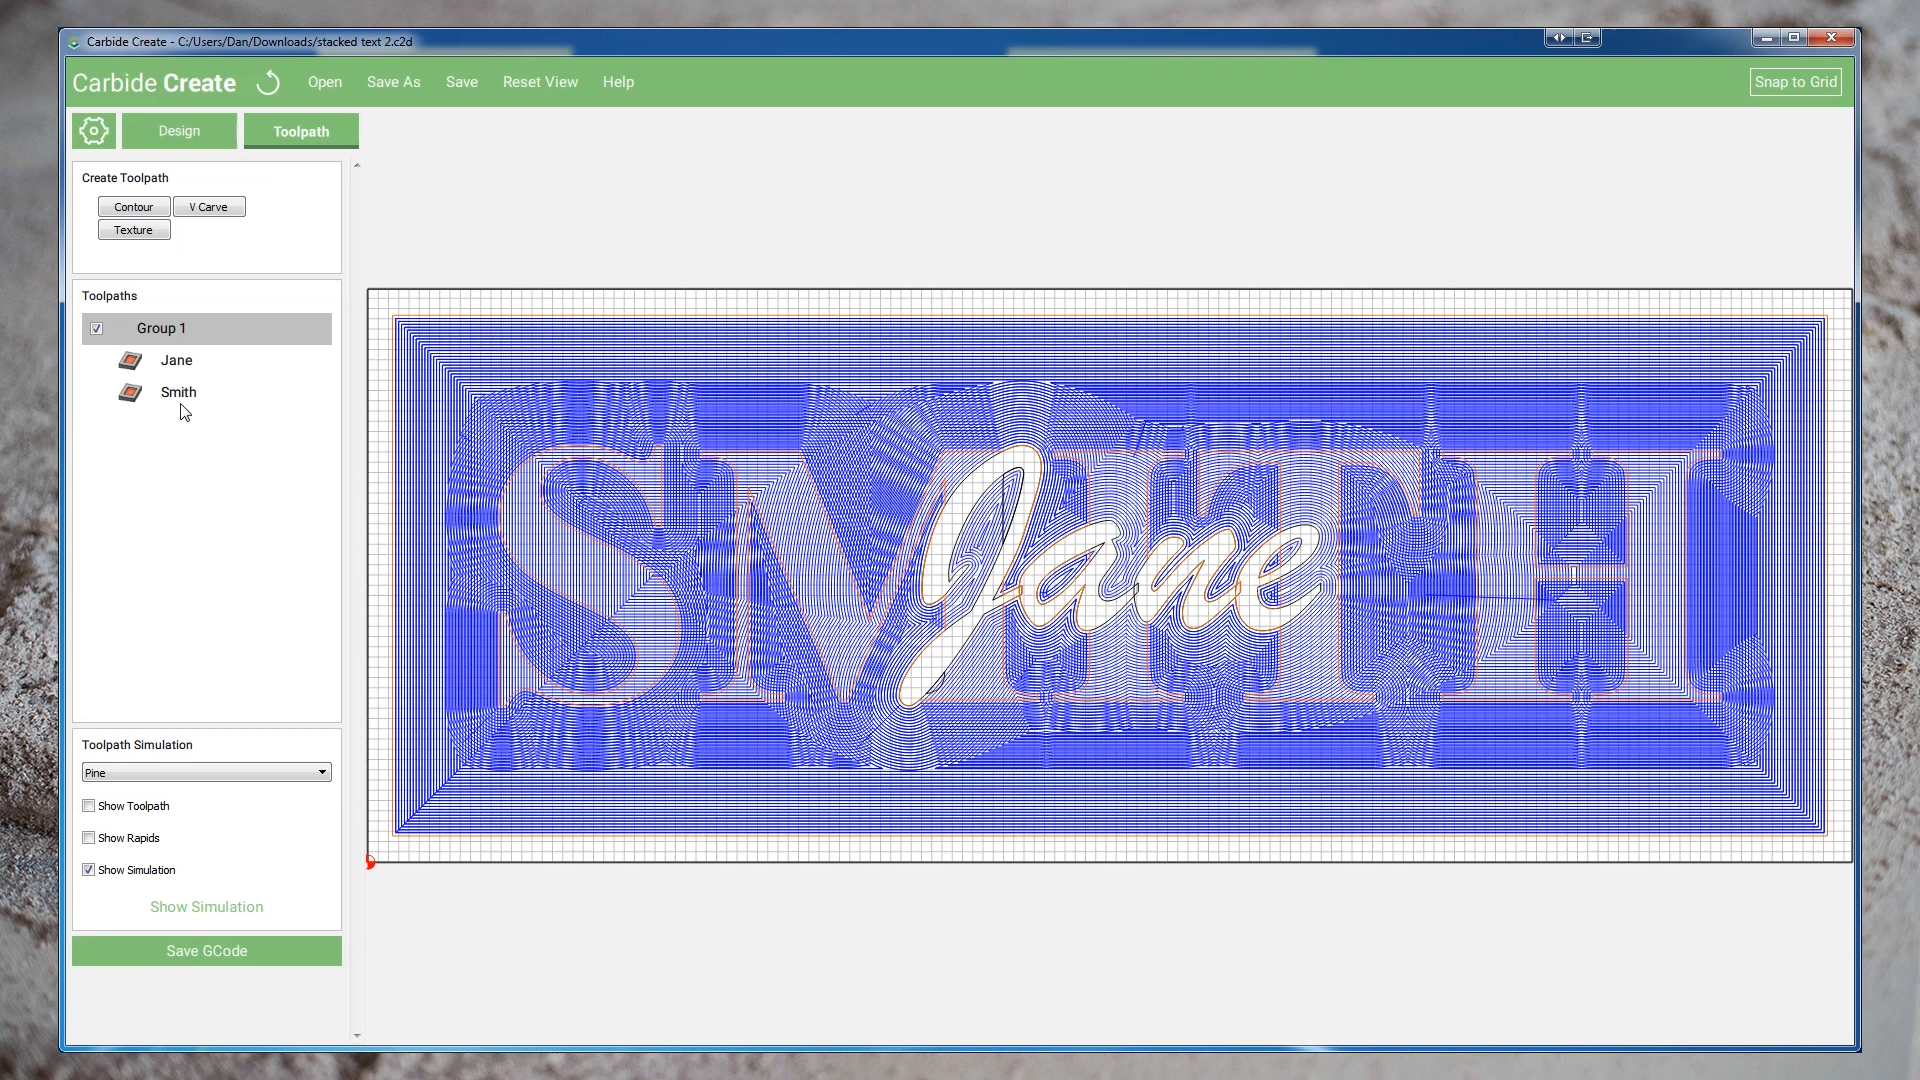 Carbide Create - C:/Users/Dan/Downloads/stacked text 2.c2d
Carbide Create Open Save As Save Reset View Help Snap to Grid
Design Toolpath
Create Toolpath
Contour V Carve
Texture
Toolpaths
Group 1
Jane
Smith
SMITH
Jane
Toolpath Simulation
Pine
Show Toolpath
Show Rapids
Show Simulation
Show Simulation
Save GCode